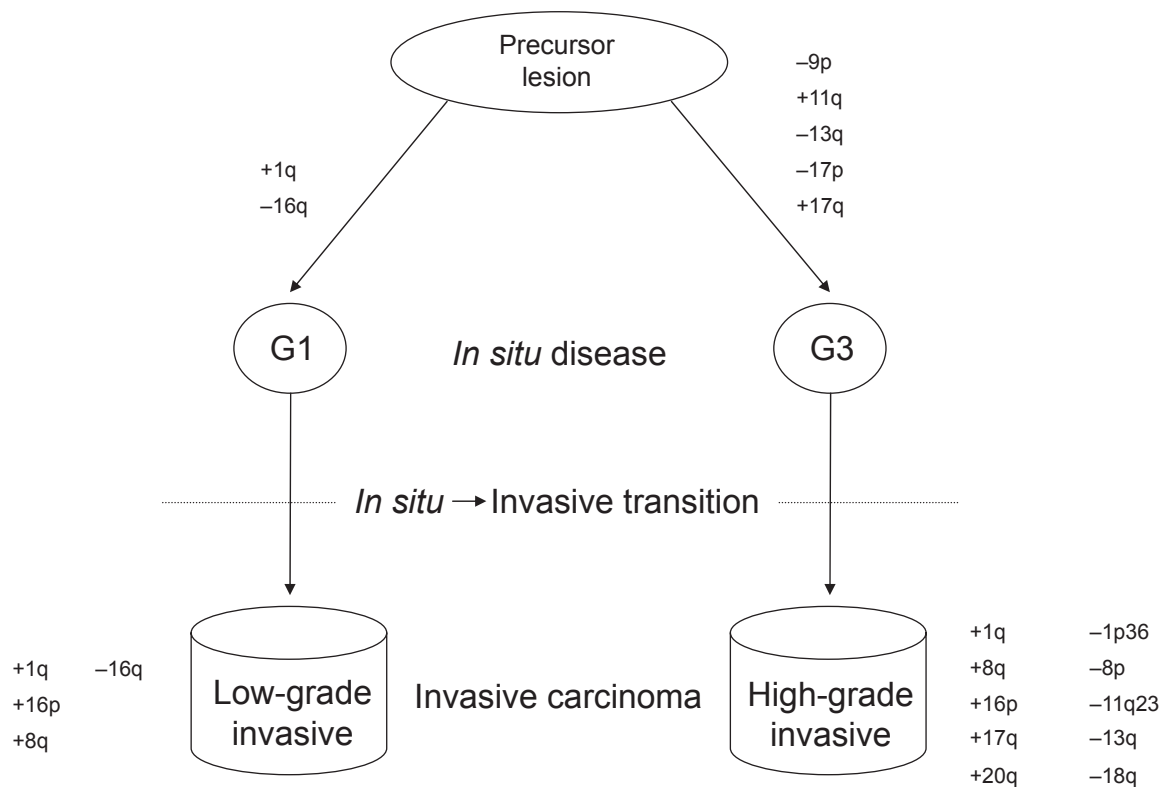 Precursor
lesion
–9p
+11q
–13q
–17p
+17q
+1q
–16q
G1
In situ disease
G3
In situ → Invasive transition
+1q –16q
+16p
+8q
Low-grade
invasive
Invasive carcinoma
High-grade
invasive
+1q –1p36
+8q –8p
+16p –11q23
+17q –13q
+20q –18q